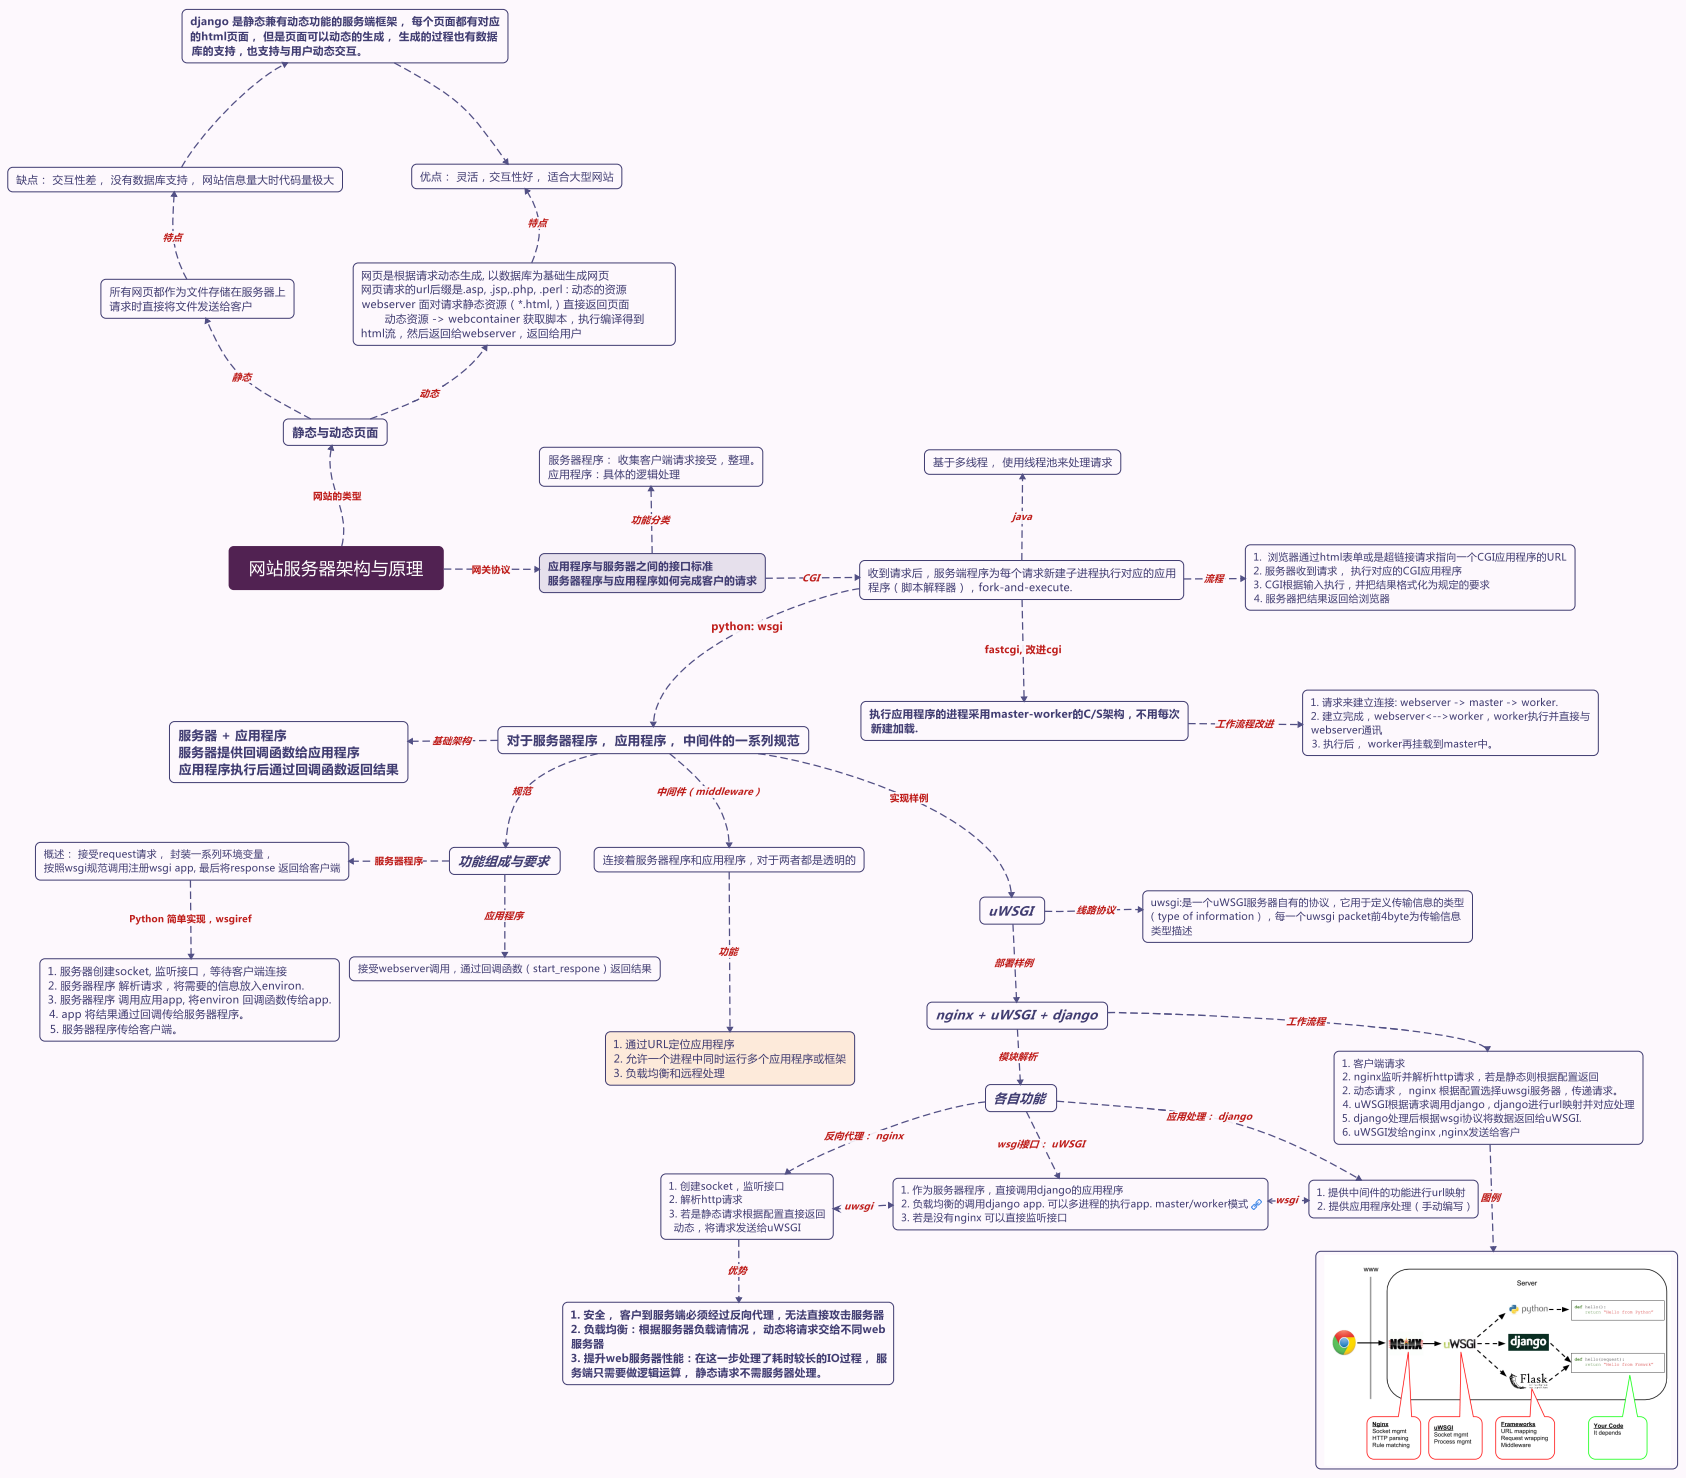 django 是静态兼有动态功能的服务端框架， 每个页面都有对应
的html页面， 但是页面可以动态的生成， 生成的过程也有数据
库的支持，也支持与用户动态交互。
缺点： 交互性差， 没有数据库支持， 网站信息量大时代码量极大
优点： 灵活，交互性好， 适合大型网站
特点
特点
所有网页都作为文件存储在服务器上
请求时直接将文件发送给客户
网页是根据请求动态生成, 以数据库为基础生成网页
网页请求的url后缀是.asp, .jsp,.php, .perl : 动态的资源
webserver 面对请求静态资源（ *.html, ）直接返回页面
动态资源 -> webcontainer 获取脚本，执行编译得到
html流，然后返回给webserver，返回给用户
静态
动态
静态与动态页面
网站的类型
网站服务器架构与原理
网关协议
服务器程序： 收集客户端请求接受，整理。
应用程序：具体的逻辑处理
功能分类
应用程序与服务器之间的接口标准
服务器程序与应用程序如何完成客户的请求
CGI
基于多线程， 使用线程池来处理请求
java
收到请求后，服务端程序为每个请求新建子进程执行对应的应用
程序（脚本解释器），fork-and-execute.
流程
1. 浏览器通过html表单或是超链接请求指向一个CGI应用程序的URL
2. 服务器收到请求， 执行对应的CGI应用程序
3. CGI根据输入执行，并把结果格式化为规定的要求
4. 服务器把结果返回给浏览器
python: wsgi
fastcgi, 改进cgi
执行应用程序的进程采用master-worker的C/S架构，不用每次
新建加载.
工作流程改进
1. 请求来建立连接: webserver -> master -> worker.
2. 建立完成，webserver<-->worker，worker执行并直接与
webserver通讯
3. 执行后， worker再挂载到master中。
服务器 + 应用程序
服务器提供回调函数给应用程序
应用程序执行后通过回调函数返回结果
基础架构
对于服务器程序， 应用程序， 中间件的一系列规范
规范
中间件（middleware）
实现样例
概述： 接受request请求， 封装一系列环境变量，
按照wsgi规范调用注册wsgi app, 最后将response 返回给客户端
服务器程序
功能组成与要求
连接着服务器程序和应用程序，对于两者都是透明的
Python 简单实现，wsgiref
应用程序
uWSGI
线路协议
uwsgi:是一个uWSGI服务器自有的协议，它用于定义传输信息的类型
（type of information），每一个uwsgi packet前4byte为传输信息
类型描述
1. 服务器创建socket, 监听接口，等待客户端连接
2. 服务器程序 解析请求，将需要的信息放入environ.
3. 服务器程序 调用应用app, 将environ 回调函数传给app.
4. app 将结果通过回调传给服务器程序。
5. 服务器程序传给客户端。
接受webserver调用，通过回调函数（start_respone）返回结果
功能
部署样例
1. 通过URL定位应用程序
2. 允许一个进程中同时运行多个应用程序或框架
3. 负载均衡和远程处理
nginx + uWSGI + django
工作流程
模块解析
1. 客户端请求
2. nginx监听并解析http请求，若是静态则根据配置返回
2. 动态请求， nginx 根据配置选择uwsgi服务器，传递请求。
4. uWSGI根据请求调用django , django进行url映射并对应处理
5. django处理后根据wsgi协议将数据返回给uWSGI.
6. uWSGI发给nginx ,nginx发送给客户
各自功能
反向代理： nginx
wsgi接口： uWSGI
应用处理： django
1. 创建socket，监听接口
2. 解析http请求
3. 若是静态请求根据配置直接返回
动态，将请求发送给uWSGI
uwsgi
1. 作为服务器程序，直接调用django的应用程序
2. 负载均衡的调用django app. 可以多进程的执行app. master/worker模式
3. 若是没有nginx 可以直接监听接口
wsgi
1. 提供中间件的功能进行url映射
2. 提供应用程序处理（手动编写）
图例
优势
1. 安全， 客户到服务端必须经过反向代理，无法直接攻击服务器
2. 负载均衡：根据服务器负载请情况， 动态将请求交给不同web
服务器
3. 提升web服务器性能：在这一步处理了耗时较长的IO过程， 服
务端只需要做逻辑运算， 静态请求不需服务器处理。
www
Server
python
def hello():
return "Hello from Python"
NGINX
uWSGI
django
def hello(request):
Flask
Nginx
Socket mgmt
HTTP parsing
Rule matching
uWSGI
Socket mgmt
Process mgmt
Frameworks
URL mapping
Request wrapping
Middleware
Your Code
It depends